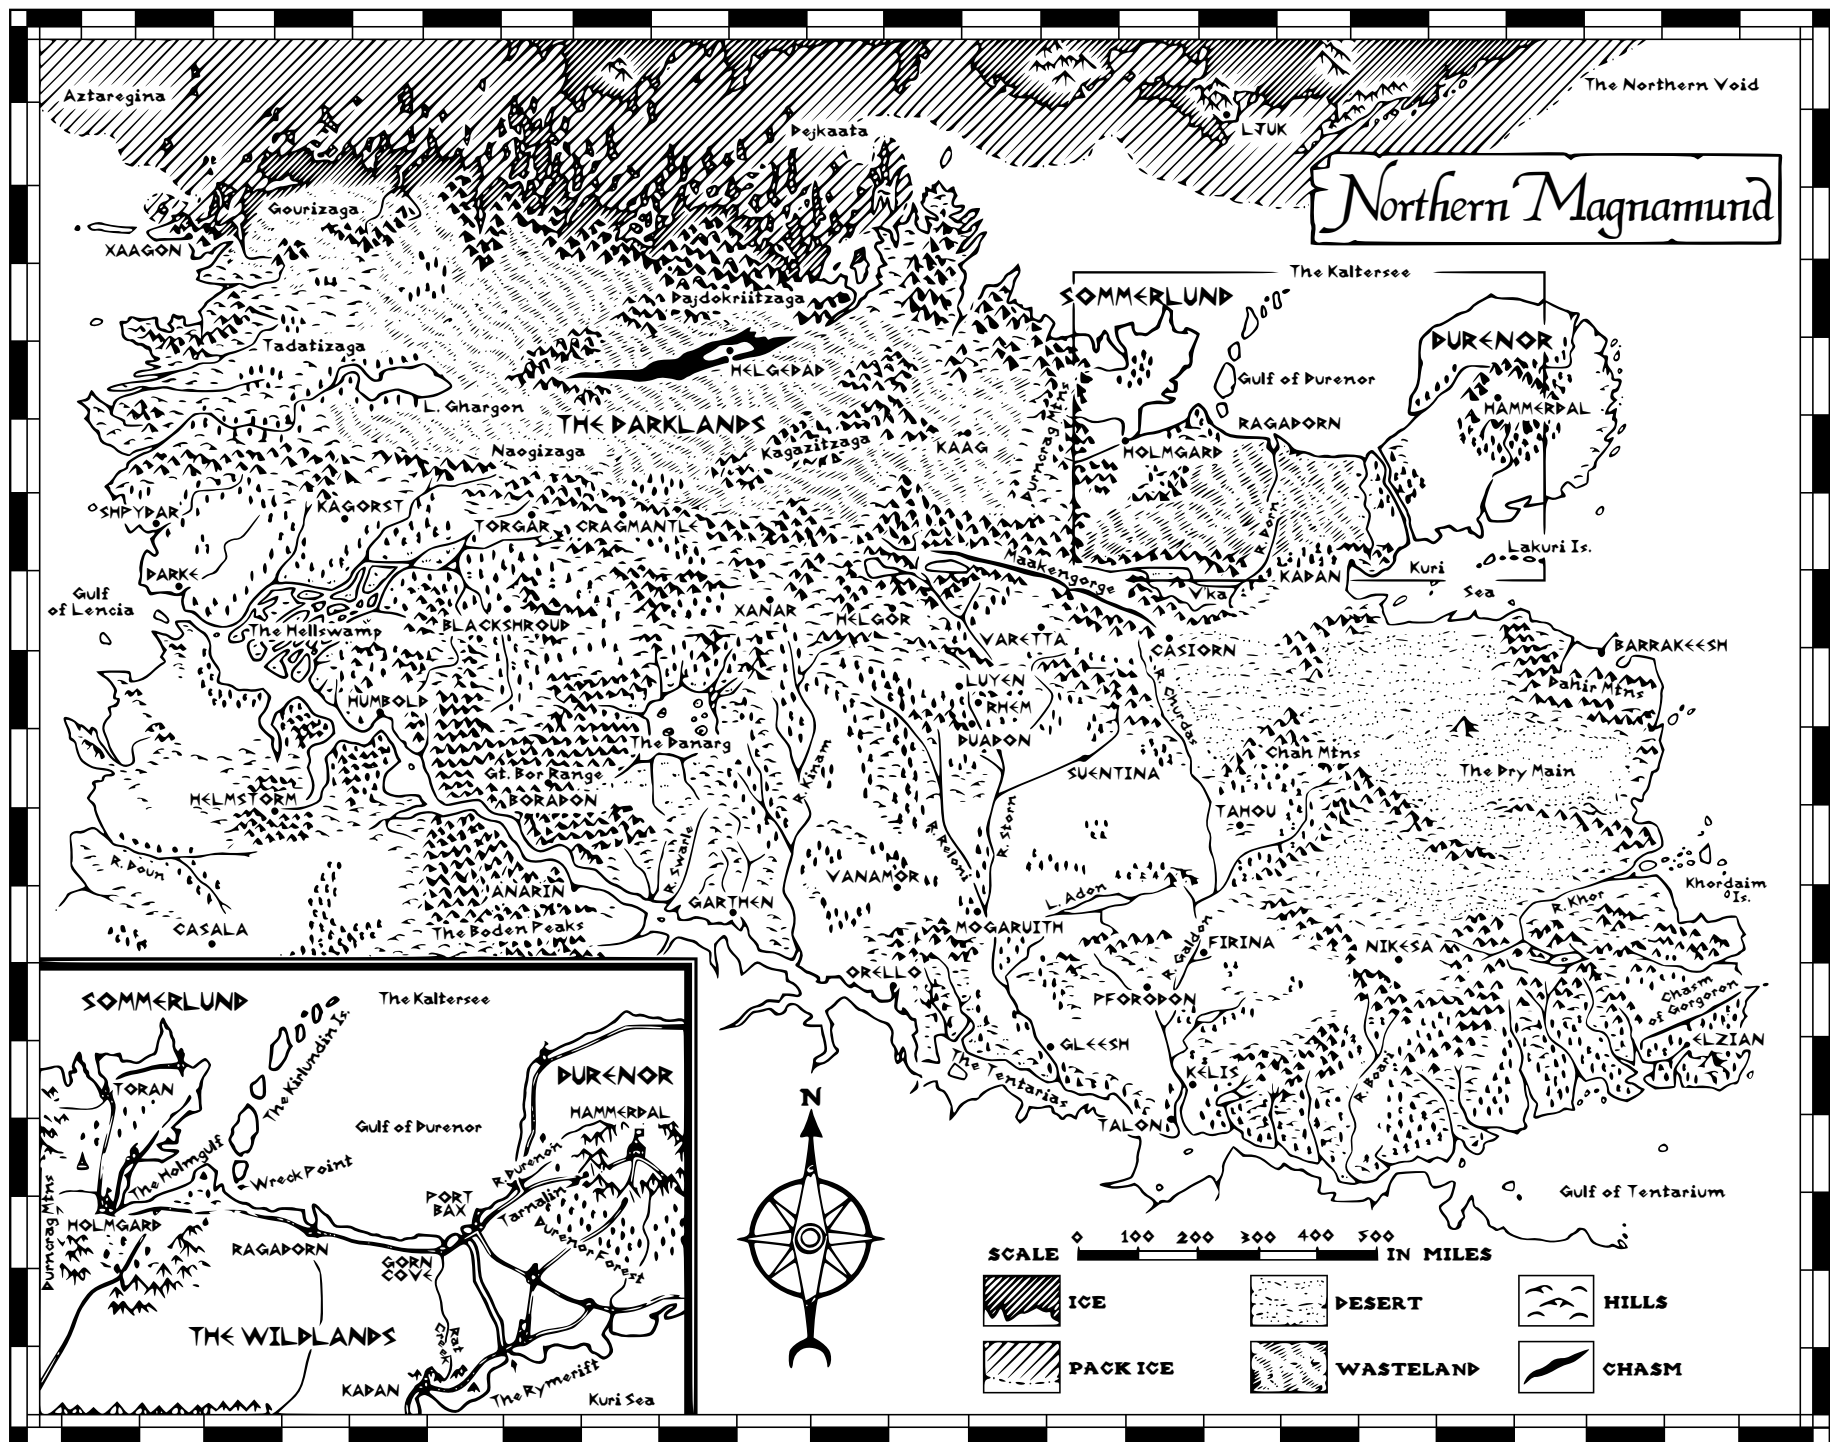 Aztaregina
The Northern Void
Dejkaata
LJUK
Northern Magnamund
Gourizaga
XAAGON
The Kaltersee
SOMMERLUND
Dajdokriitzaga
DURENOR
Tadatizaga
HELGEDAD
Gulf of Durenor
L. Ghargon
THE DARKLANDS
HAMMERDAL
RAGADORN
Durncrag Mtns
Naogizaga
Kagazitzaga
KAAG
HOLMGARD
SHPYDAR
KAGORST
TORGAR
CRAGMANTLE
R. Dorn
Lakuri Is.
DARKE
Maakengorge
KADAN
Kuri
Sea
Gulf
of Lencia
V'ka
XANAR
HELGOR
The Hellswamp
BLACKSHROUD
VARETTA
CASIORN
BARRAKEESH
LUYEN
R. Churdas
Dahir Mtns
HUMBOLD
RHEM
The Danarg
DUADON
Chah Mtns
Gt. Bor Range
R. Kinam
SUENTINA
The Dry Main
HELMSTORM
BORADON
TAHOU
R. Storn
R. Doun
R. Swarle
R. Reloni
VANAMOR
ANARIN
GARTHEN
L. Adon
Khordaim
Is.
R. Khor
CASALA
The Boden Peaks
MOGARUITH
R. Galdon
FIRINA
NIKESA
ORELLO
PFORODON
Chasm
of Gorgoron
GLEESH
ELZIAN
The Tentarias
KELIS
R. Boari
TALON
Gulf of Tentarium
SOMMERLUND
The Kaltersee
The Kirlundin Is.
TORAN
DURENOR
HAMMERDAL
Gulf of Durenor
The Holmgulf
Wreck Point
R. Durenon
Tarnalin
PORT
BAX
Durncrag Mtns
HOLMGARD
RAGADORN
GORN
COVE
Durenor Forest
THE WILDLANDS
Rat
Creek
KADAN
The Rymerift
Kuri Sea
N
SCALE 0 100 200 300 400 500 IN MILES
ICE
DESERT
HILLS
PACK ICE
WASTELAND
CHASM